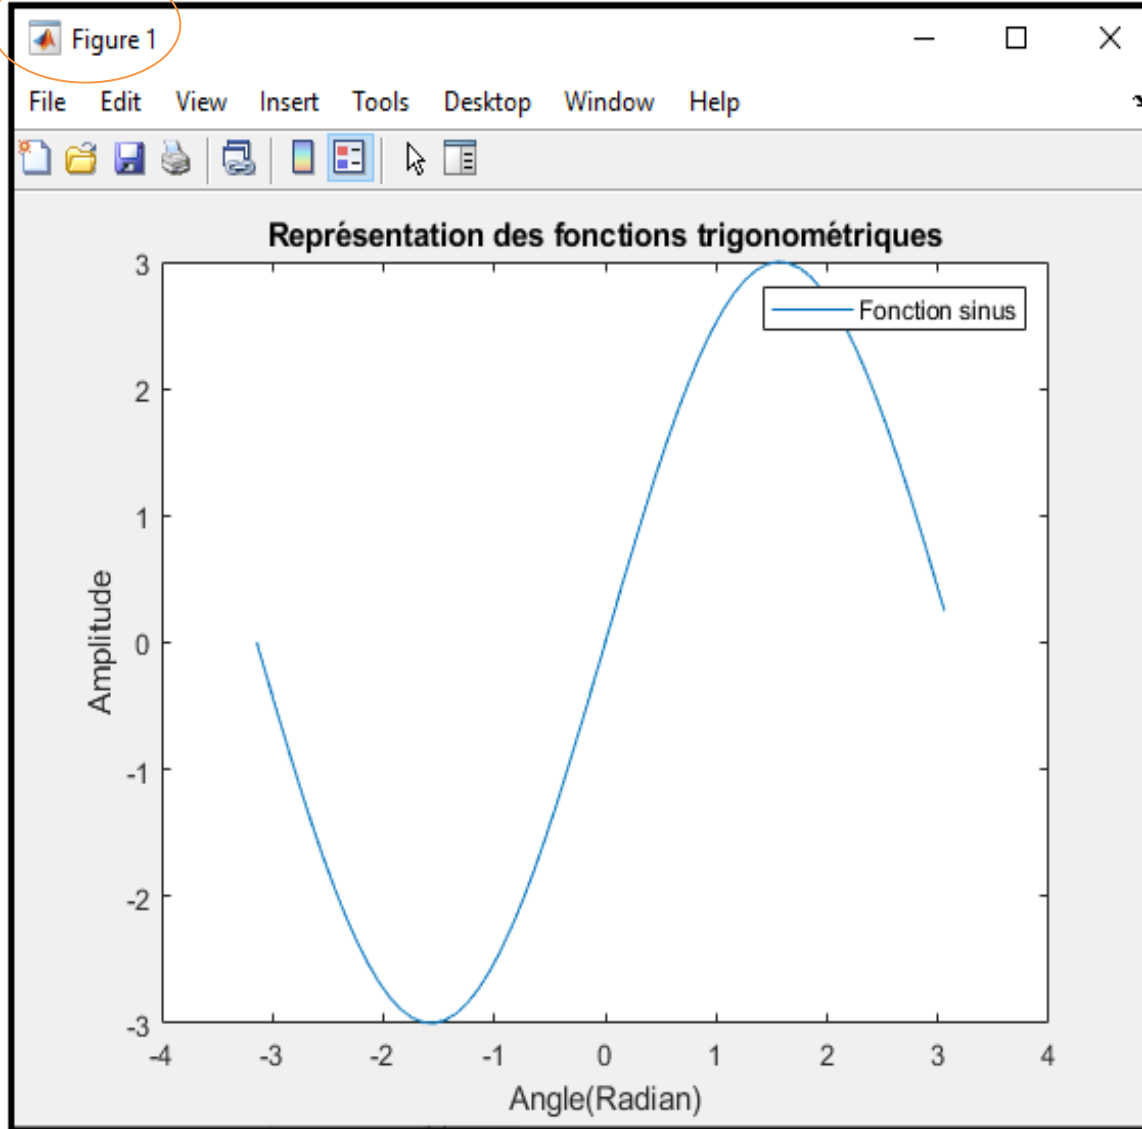 Figure 1
File Edit View Insert Tools Desktop Window Help
Représentation des fonctions trigonométriques
Fonction sinus
3
2
1
0
-1
-2
-3
Amplitude
-4 -3 -2 -1 0 1 2 3 4
Angle(Radian)